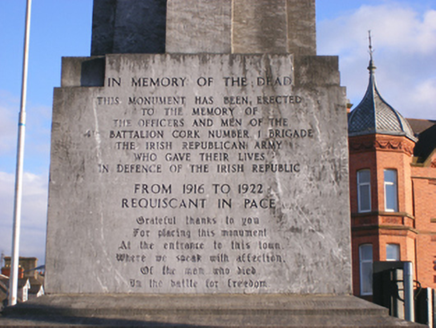 IN MEMORY OF THE DEAD
THIS MONUMENT HAS BEEN, ERECTED
TO THE MEMORY OF
THE OFFICERS AND MEN OF THE
4TH BATTALION CORK NUMBER 1 BRIGADE
THE IRISH REPUBLICAN ARMY
WHO GAVE THEIR LIVES
IN DEFENCE OF THE IRISH REPUBLIC
FROM 1916 TO 1922
REQUISCANT IN PACE
Grateful thanks to you
For placing this monument
At the entrance to this town.
Where we speak with affection,
Of the men who died
In the battle for freedom